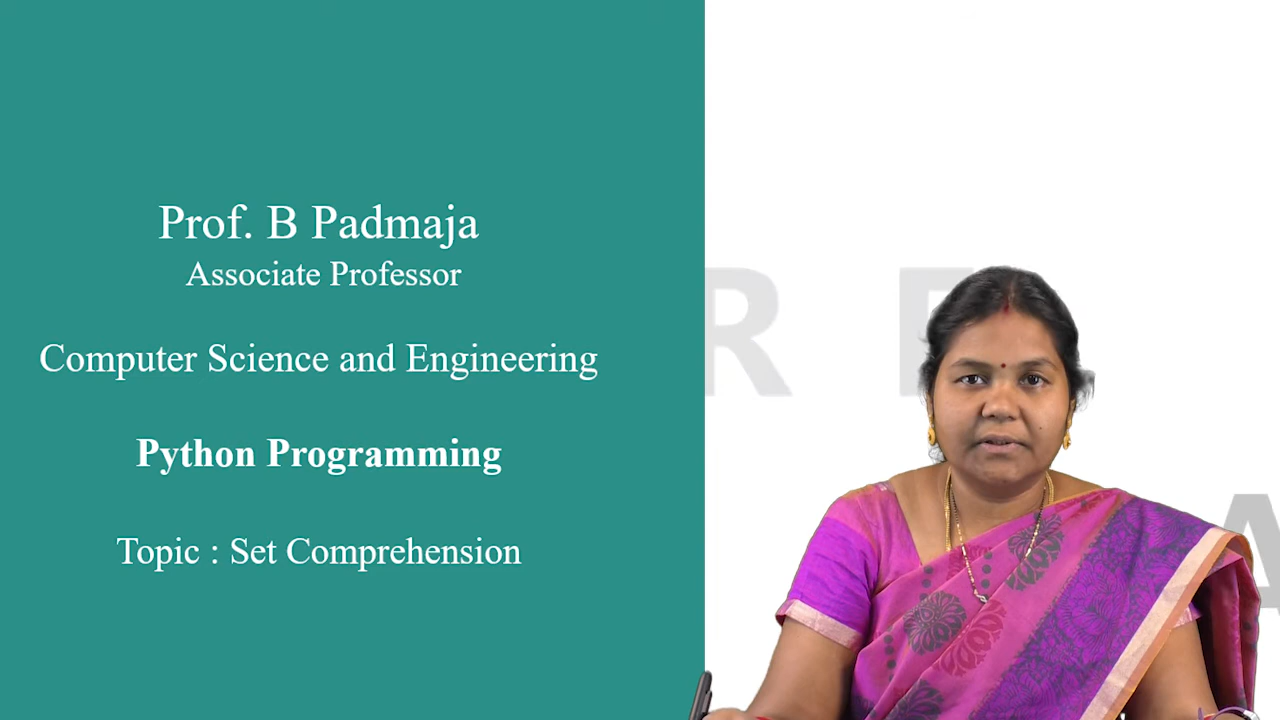 Prof. B Padmaja
Associate Professor
Computer Science and Engineering
Python Programming
Topic : Set Comprehension